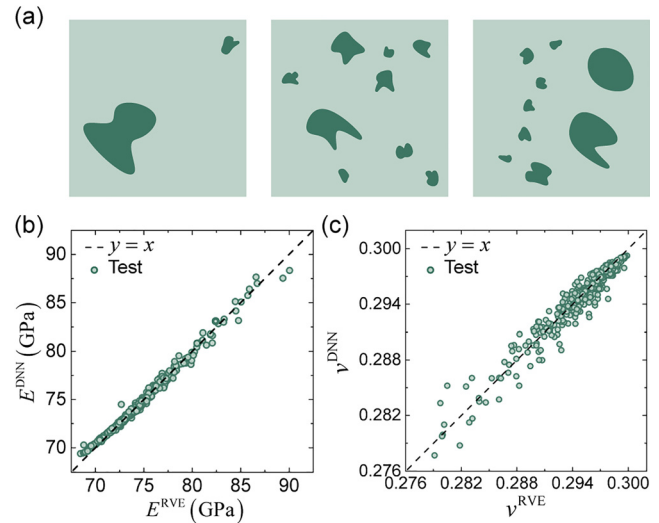 (a)
(b)
90
85
80
75
70
E^DNN (GPa)
y = x
Test
70 75 80 85 90
E^RVE (GPa)
(c)
0.300
0.294
0.288
0.282
0.276
ν^DNN
y = x
Test
0.276 0.282 0.288 0.294 0.300
ν^RVE